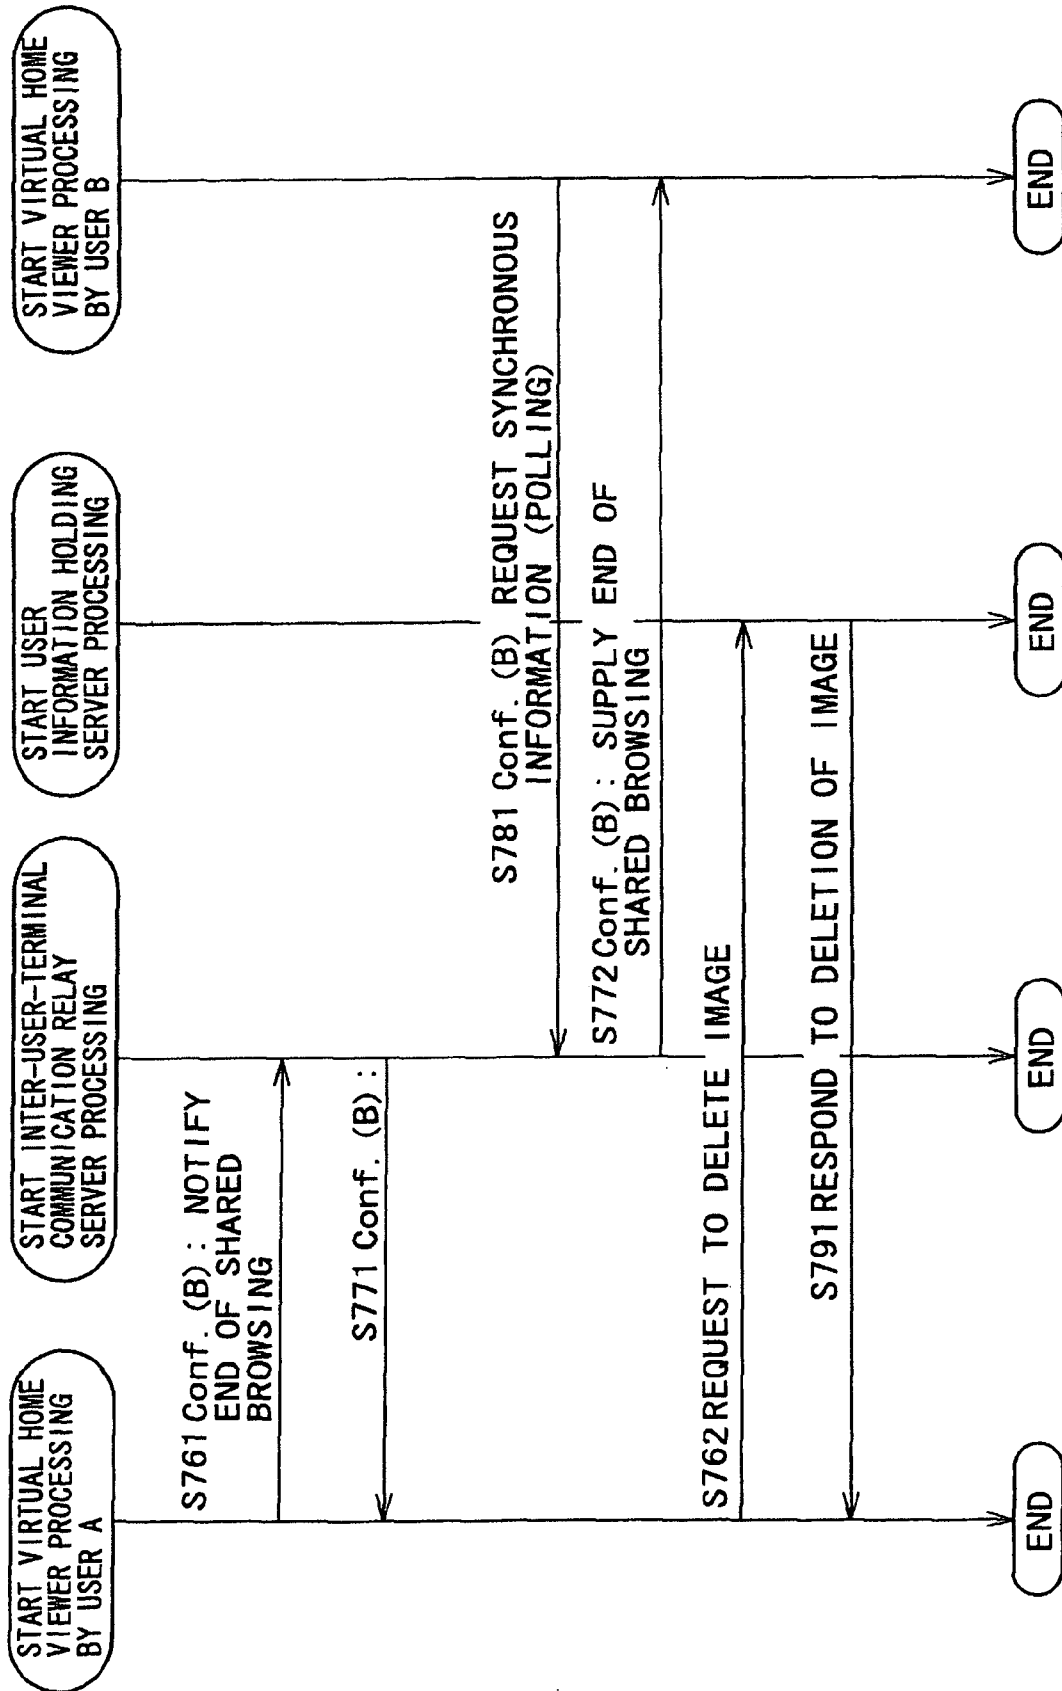 START VIRTUAL HOME
VIEWER PROCESSING
BY USER A
START INTER-USER-TERMINAL
COMMUNICATION RELAY
SERVER PROCESSING
START USER
INFORMATION HOLDING
SERVER PROCESSING
START VIRTUAL HOME
VIEWER PROCESSING
BY USER B
S761 Conf. (B) : NOTIFY
END OF SHARED
BROWSING
S771 Conf. (B) :
S781 Conf. (B) REQUEST SYNCHRONOUS
INFORMATION (POLLING)
S772 Conf. (B) : SUPPLY END OF
SHARED BROWSING
S762 REQUEST TO DELETE IMAGE
S791 RESPOND TO DELETION OF IMAGE
END
END
END
END